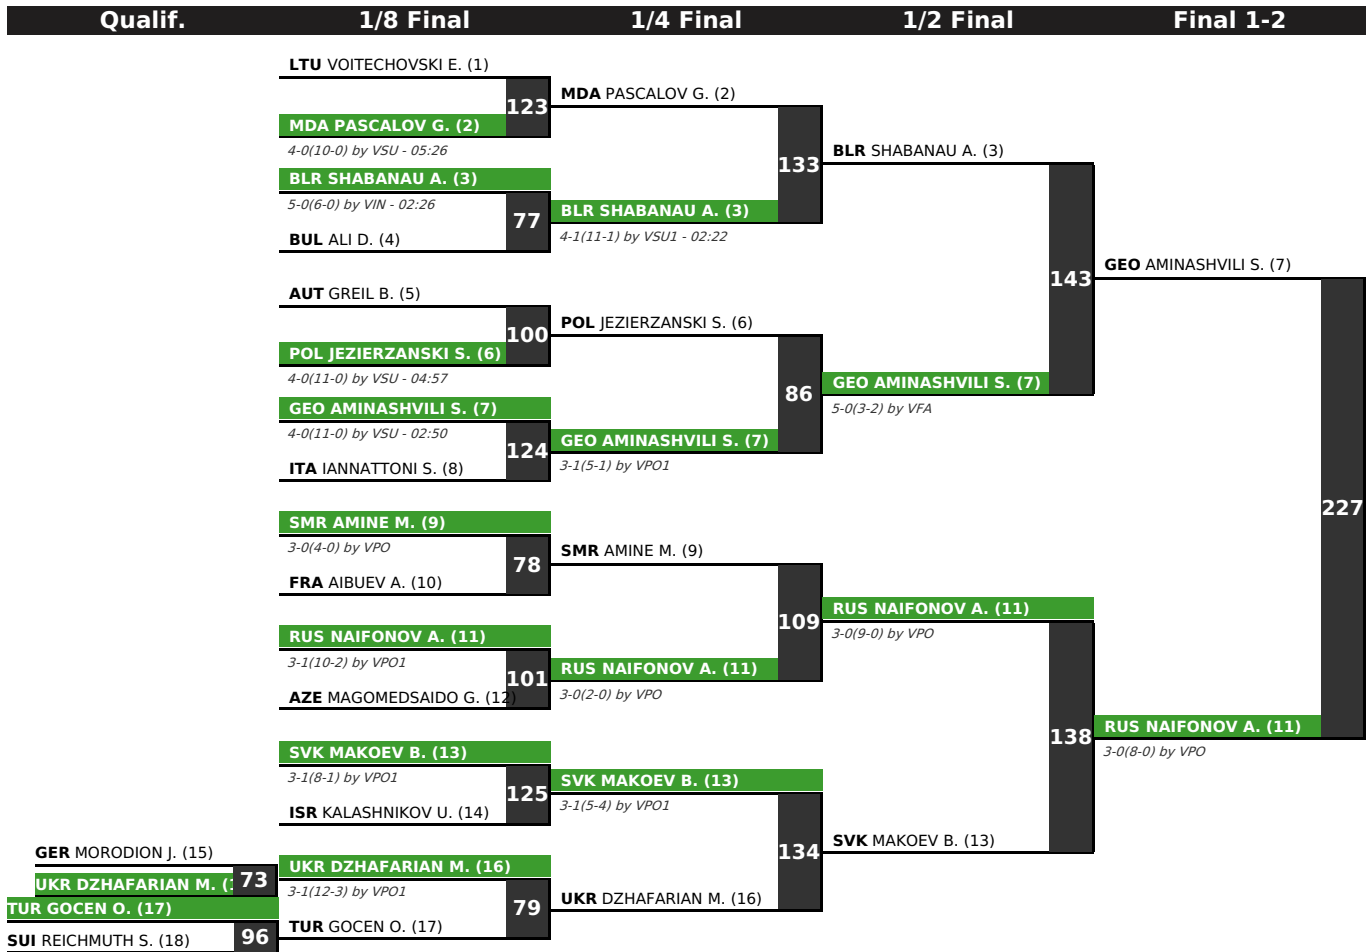 Qualif. 1/8 Final 1/4 Final 1/2 Final Final 1-2
LTU VOITECHOVSKI E. (1)
123
MDA PASCALOV G. (2)
4-0(10-0) by VSU - 05:26
BLR SHABANAU A. (3)
5-0(6-0) by VIN - 02:26
77
BUL ALI D. (4)
AUT GREIL B. (5)
100
POL JEZIERZANSKI S. (6)
4-0(11-0) by VSU - 04:57
GEO AMINASHVILI S. (7)
4-0(11-0) by VSU - 02:50
124
ITA IANNATTONI S. (8)
SMR AMINE M. (9)
3-0(4-0) by VPO
78
FRA AIBUEV A. (10)
RUS NAIFONOV A. (11)
3-1(10-2) by VPO1
101
AZE MAGOMEDSAIDO G. (12)
SVK MAKOEV B. (13)
3-1(8-1) by VPO1
125
ISR KALASHNIKOV U. (14)
GER MORODION J. (15)
73
UKR DZHAFARIAN M. (1
TUR GOCEN O. (17)
96
SUI REICHMUTH S. (18)
UKR DZHAFARIAN M. (16)
3-1(12-3) by VPO1
79
TUR GOCEN O. (17)
MDA PASCALOV G. (2)
133
BLR SHABANAU A. (3)
4-1(11-1) by VSU1 - 02:22
POL JEZIERZANSKI S. (6)
86
GEO AMINASHVILI S. (7)
3-1(5-1) by VPO1
SMR AMINE M. (9)
109
RUS NAIFONOV A. (11)
3-0(2-0) by VPO
SVK MAKOEV B. (13)
3-1(5-4) by VPO1
134
UKR DZHAFARIAN M. (16)
BLR SHABANAU A. (3)
143
GEO AMINASHVILI S. (7)
5-0(3-2) by VFA
RUS NAIFONOV A. (11)
3-0(9-0) by VPO
138
SVK MAKOEV B. (13)
GEO AMINASHVILI S. (7)
227
RUS NAIFONOV A. (11)
3-0(8-0) by VPO